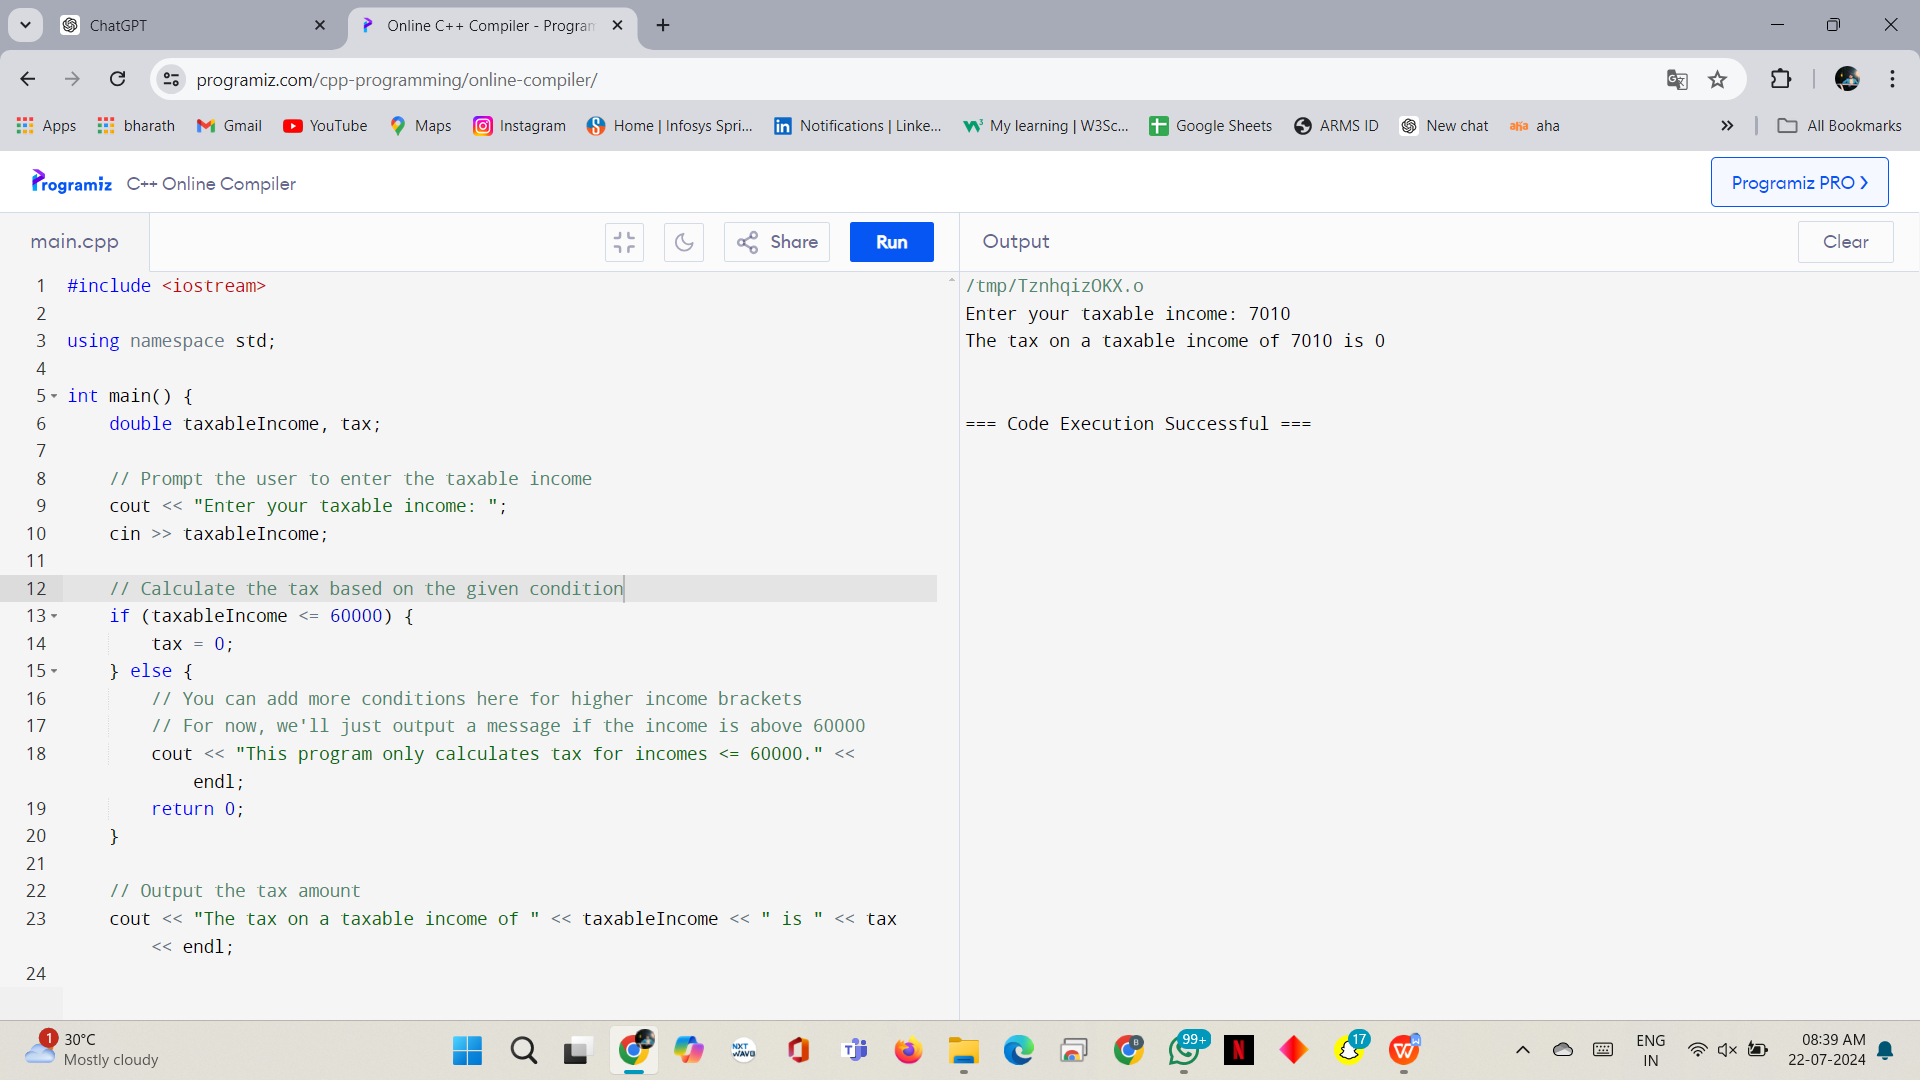 ChatGPT
Online C++ Compiler - Program
programiz.com/cpp-programming/online-compiler/
Apps
bharath
Gmail
YouTube
Maps
Instagram
Home | Infosys Spri...
Notifications | Linke...
My learning | W3Sc...
Google Sheets
ARMS ID
New chat
aha aha
All Bookmarks
Programiz
C++ Online Compiler
Programiz PRO
main.cpp
Share
Run
Output
Clear
1 #include <iostream>
2
3 using namespace std;
4
5 int main() {
6 double taxableIncome, tax;
7
8 // Prompt the user to enter the taxable income
9 cout << "Enter your taxable income: ";
10 cin >> taxableIncome;
11
12 // Calculate the tax based on the given condition
13 if (taxableIncome <= 60000) {
14 tax = 0;
15 } else {
16 // You can add more conditions here for higher income brackets
17 // For now, we'll just output a message if the income is above 60000
18 cout << "This program only calculates tax for incomes <= 60000." <<
endl;
19 return 0;
20 }
21
22 // Output the tax amount
23 cout << "The tax on a taxable income of " << taxableIncome << " is " << tax
<< endl;
24
/tmp/TznhqizOKX.o
Enter your taxable income: 7010
The tax on a taxable income of 7010 is 0
=== Code Execution Successful ===
1
30°C
Mostly cloudy
NXT
WAVE
B
99+
N
17
W
ENG
IN
08:39 AM
22-07-2024